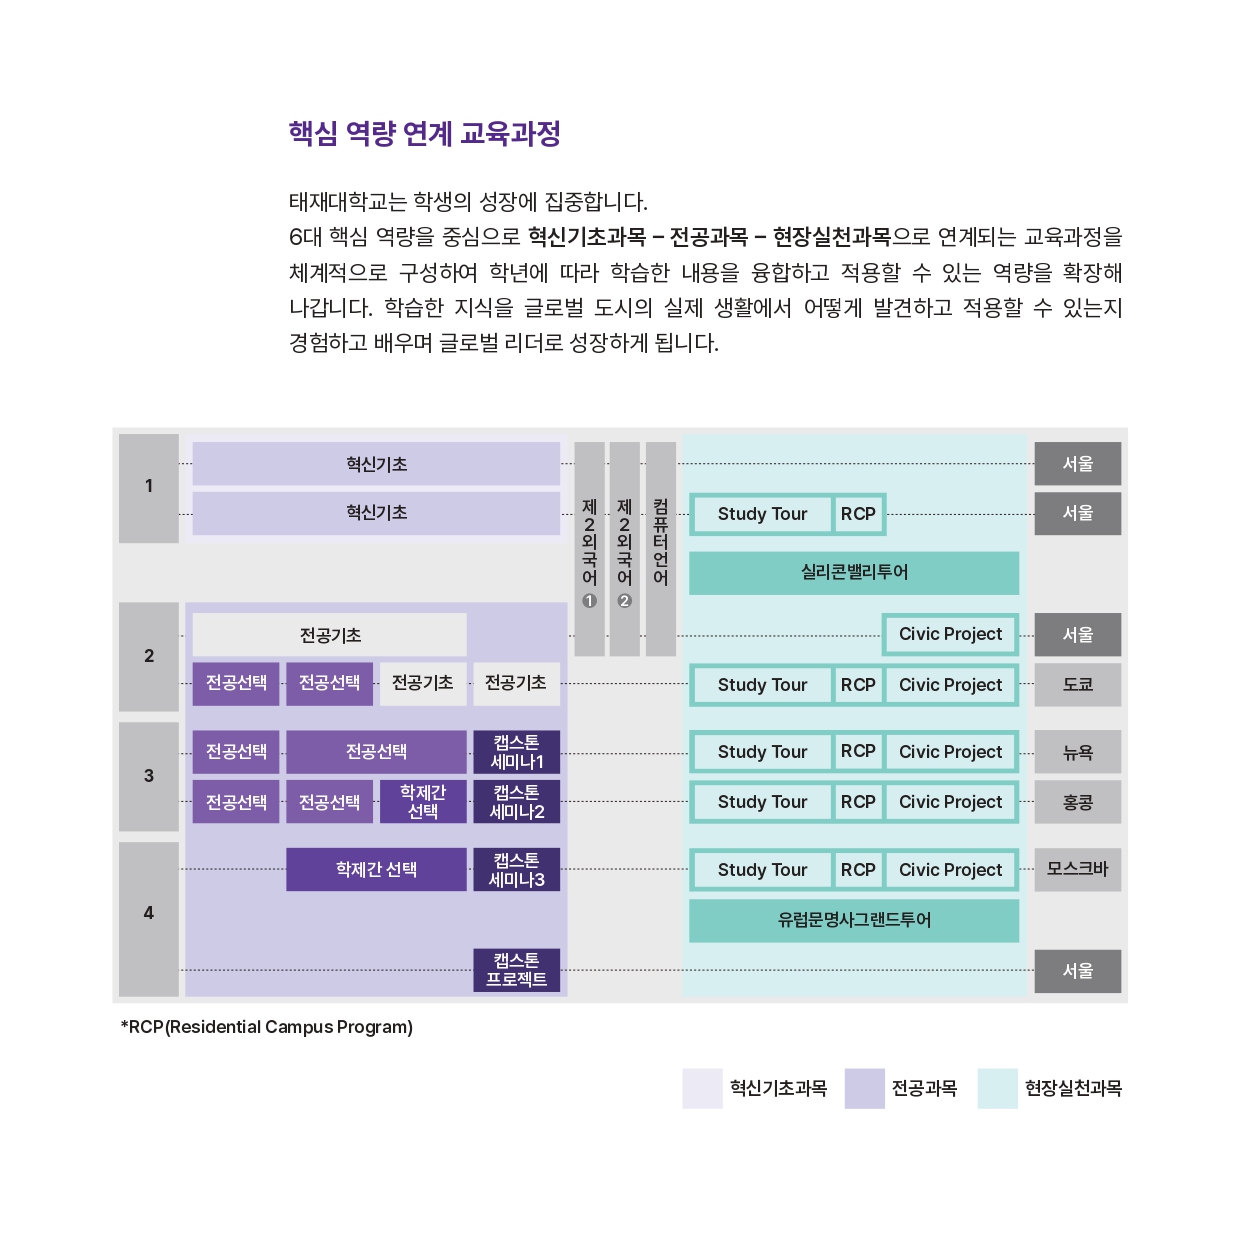 핵심 역량 연계 교육과정
태재대학교는 학생의 성장에 집중합니다.
6대 핵심 역량을 중심으로 혁신기초과목 – 전공과목 – 현장실천과목으로 연계되는 교육과정을
체계적으로 구성하여 학년에 따라 학습한 내용을 융합하고 적용할 수 있는 역량을 확장해
나갑니다. 학습한 지식을 글로벌 도시의 실제 생활에서 어떻게 발견하고 적용할 수 있는지
경험하고 배우며 글로벌 리더로 성장하게 됩니다.
1
혁신기초
서울
혁신기초
Study Tour RCP
서울
제2외국어❶
제2외국어❷
컴퓨터언어
실리콘밸리투어
2
전공기초
Civic Project
서울
전공선택 전공선택 전공기초 전공기초
Study Tour RCP Civic Project
도쿄
3
전공선택 전공선택
캡스톤
세미나1
Study Tour RCP Civic Project
뉴욕
전공선택 전공선택
학제간
선택
캡스톤
세미나2
Study Tour RCP Civic Project
홍콩
4
학제간 선택
캡스톤
세미나3
Study Tour RCP Civic Project
모스크바
유럽문명사그랜드투어
캡스톤
프로젝트
서울
*RCP(Residential Campus Program)
혁신기초과목 전공과목 현장실천과목